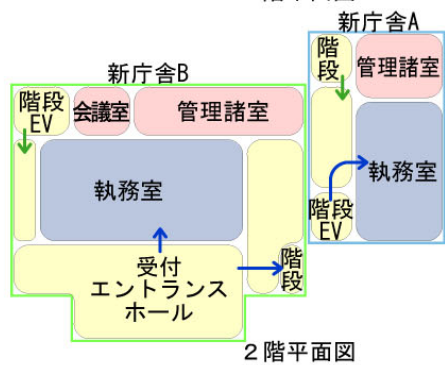 新庁舎A
階
段
管理諸室
新庁舎B
階段
EV
会議室
管理諸室
執務室
執務室
階段
EV
受付
エントランス
ホール
階
段
2階平面図